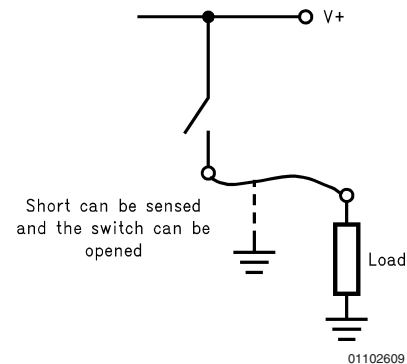 V+
Short can be sensed
and the switch can be
opened
Load
01102609